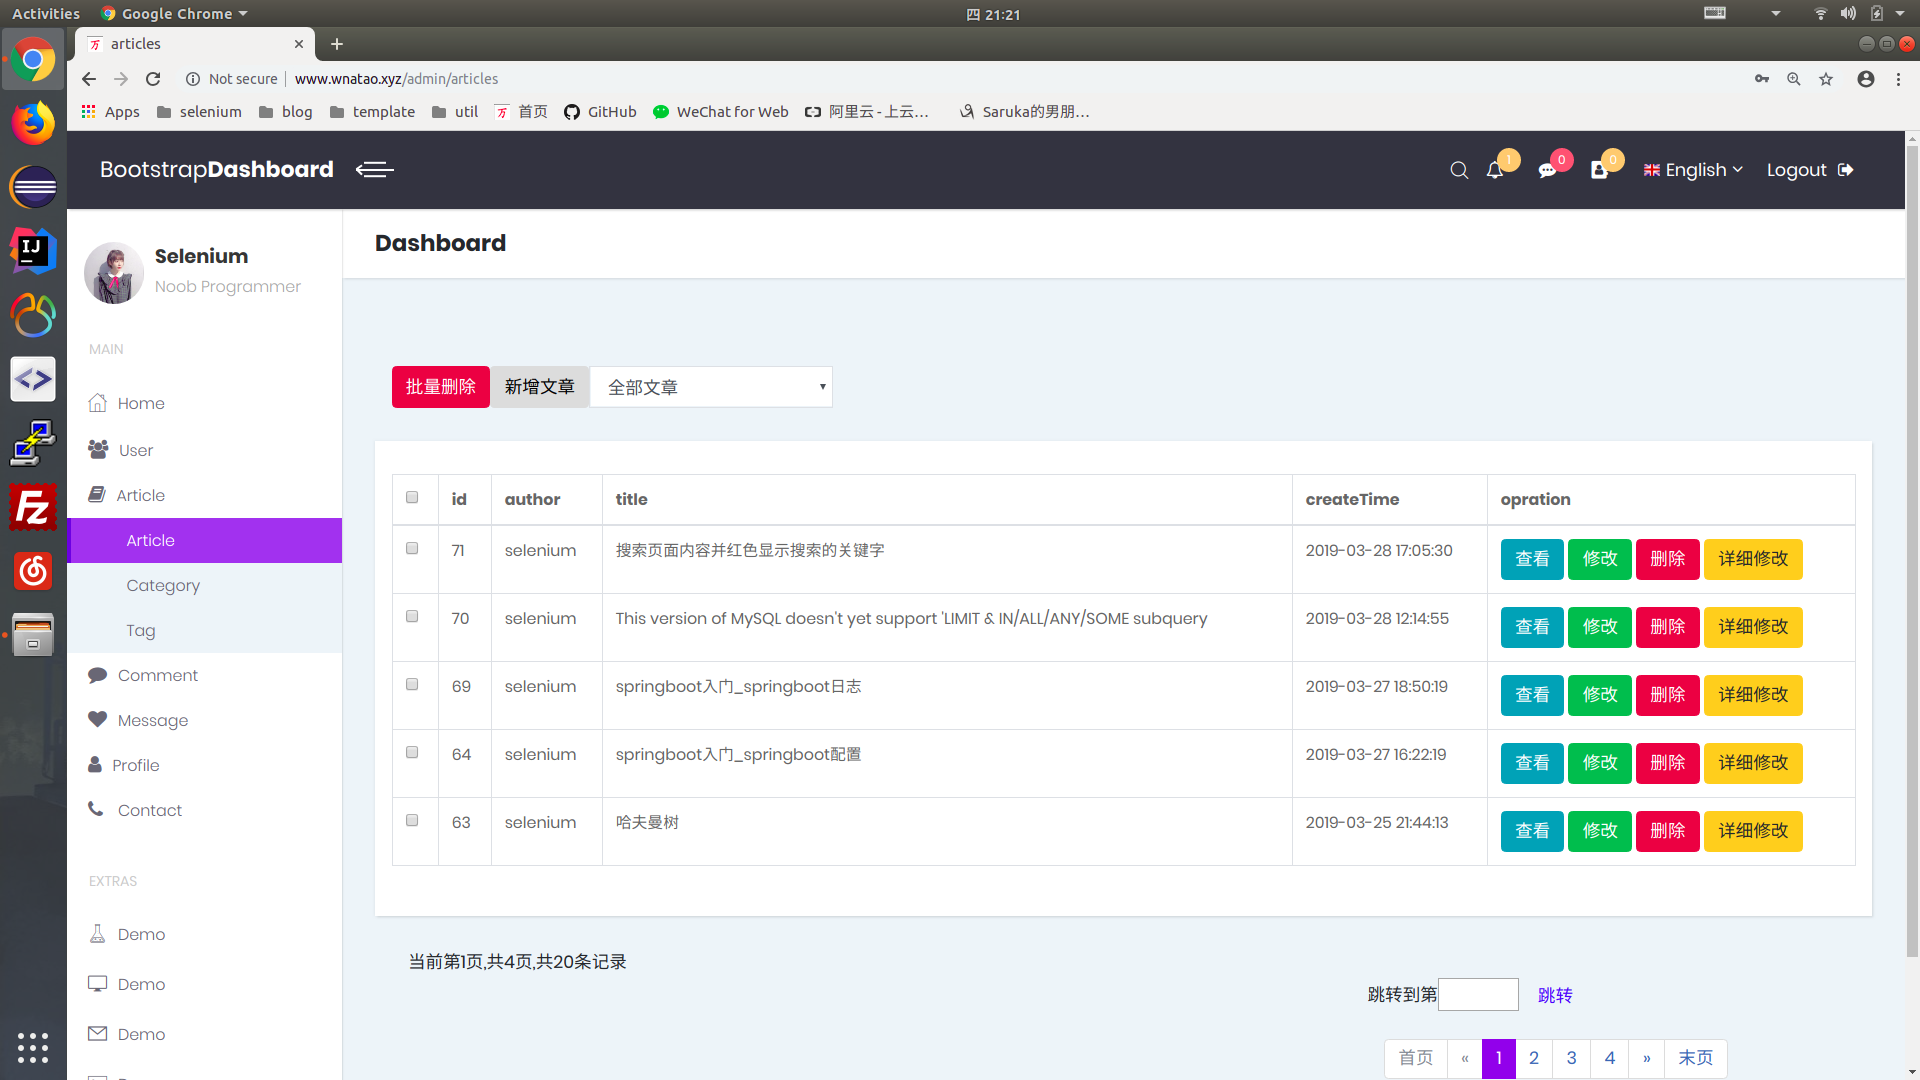 Activities Google Chrome 四 21:21
articles
Not secure www.wnatao.xyz/admin/articles
Apps selenium blog template util 首页 GitHub WeChat for Web 阿里云 - 上云… Saruka的男朋…
BootstrapDashboard 1 0 0 English Logout
Dashboard
Selenium
Noob Programmer
MAIN
Home
User
Article
Article
Category
Tag
Comment
Message
Profile
Contact
EXTRAS
Demo
Demo
Demo
批量删除 新增文章 全部文章
id author title createTime opration
71 selenium 搜索页面内容并红色显示搜索的关键字 2019-03-28 17:05:30 查看 修改 删除 详细修改
70 selenium This version of MySQL doesn't yet support 'LIMIT & IN/ALL/ANY/SOME subquery 2019-03-28 12:14:55 查看 修改 删除 详细修改
69 selenium springboot入门_springboot日志 2019-03-27 18:50:19 查看 修改 删除 详细修改
64 selenium springboot入门_springboot配置 2019-03-27 16:22:19 查看 修改 删除 详细修改
63 selenium 哈夫曼树 2019-03-25 21:44:13 查看 修改 删除 详细修改
当前第1页,共4页,共20条记录
跳转到第 跳转
首页 « 1 2 3 4 » 末页